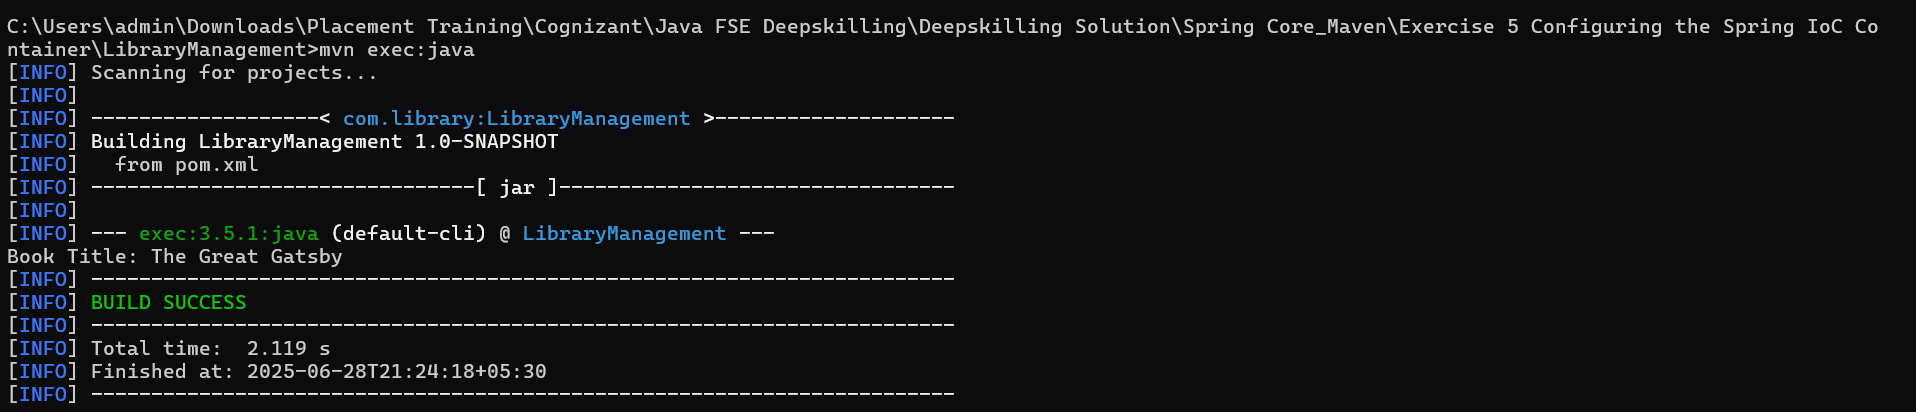 C:\Users\admin\Downloads\Placement Training\Cognizant\Java FSE Deepskilling\Deepskilling Solution\Spring Core_Maven\Exercise 5 Configuring the Spring IoC Co
ntainer\LibraryManagement>mvn exec:java
[INFO] Scanning for projects...
[INFO]
[INFO] -------------------< com.library:LibraryManagement >--------------------
[INFO] Building LibraryManagement 1.0-SNAPSHOT
[INFO]   from pom.xml
[INFO] --------------------------------[ jar ]---------------------------------
[INFO]
[INFO] --- exec:3.5.1:java (default-cli) @ LibraryManagement ---
Book Title: The Great Gatsby
[INFO] ------------------------------------------------------------------------
[INFO] BUILD SUCCESS
[INFO] ------------------------------------------------------------------------
[INFO] Total time:  2.119 s
[INFO] Finished at: 2025-06-28T21:24:18+05:30
[INFO] ------------------------------------------------------------------------